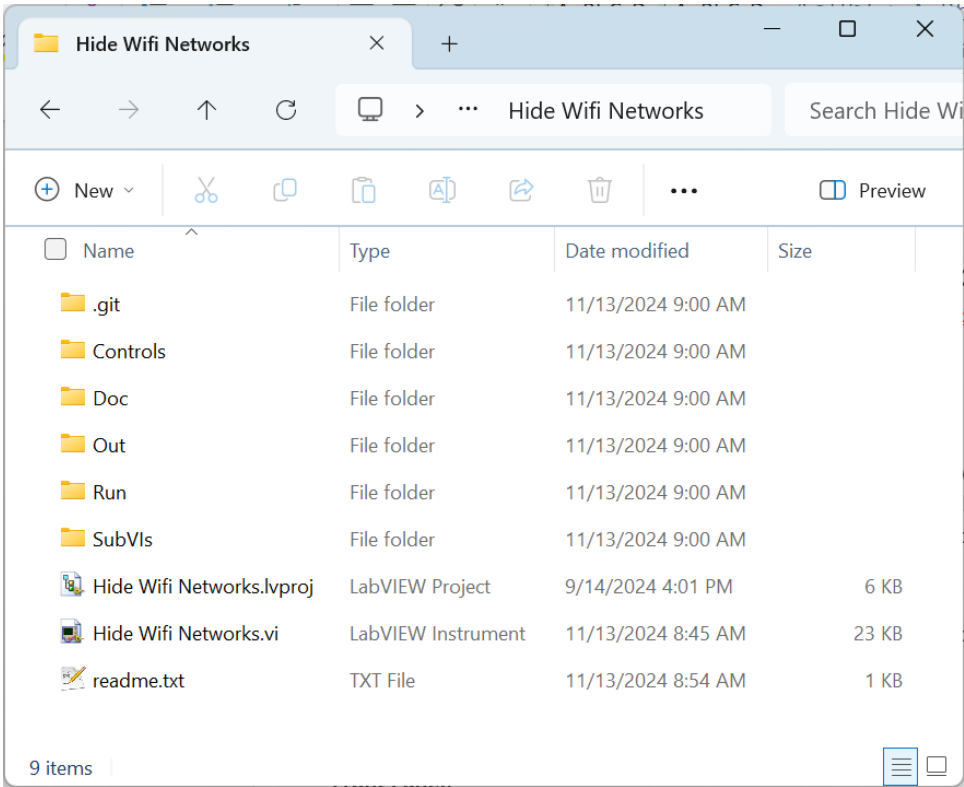 Hide Wifi Networks
Hide Wifi Networks
Search Hide Wi
New
Preview
Name Type Date modified Size
.git File folder 11/13/2024 9:00 AM
Controls File folder 11/13/2024 9:00 AM
Doc File folder 11/13/2024 9:00 AM
Out File folder 11/13/2024 9:00 AM
Run File folder 11/13/2024 9:00 AM
SubVIs File folder 11/13/2024 9:00 AM
Hide Wifi Networks.lvproj LabVIEW Project 9/14/2024 4:01 PM 6 KB
Hide Wifi Networks.vi LabVIEW Instrument 11/13/2024 8:45 AM 23 KB
readme.txt TXT File 11/13/2024 8:54 AM 1 KB
9 items